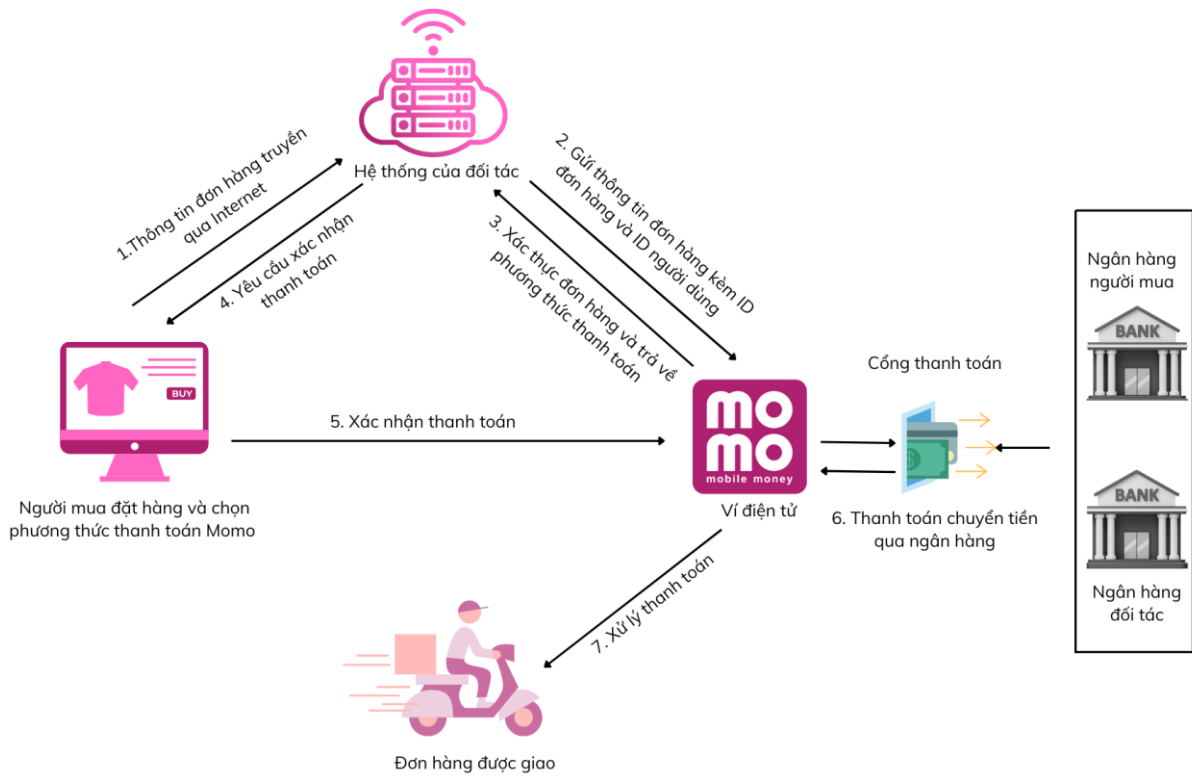 Hệ thống của đối tác
1.Thông tin đơn hàng truyền
qua Internet
4. Yêu cầu xác nhận
thanh toán
2. Gửi thông tin đơn hàng kèm ID
đơn hàng và ID người dùng
3. Xác thực đơn hàng và trả về
phương thức thanh toán
Ngân hàng
người mua
BANK
BUY
Cổng thanh toán
5. Xác nhận thanh toán
mo
mo
mobile money
Người mua đặt hàng và chọn
phương thức thanh toán Momo
Ví điện tử
6. Thanh toán chuyển tiền
qua ngân hàng
BANK
Ngân hàng
đối tác
7. Xử lý thanh toán
Đơn hàng được giao